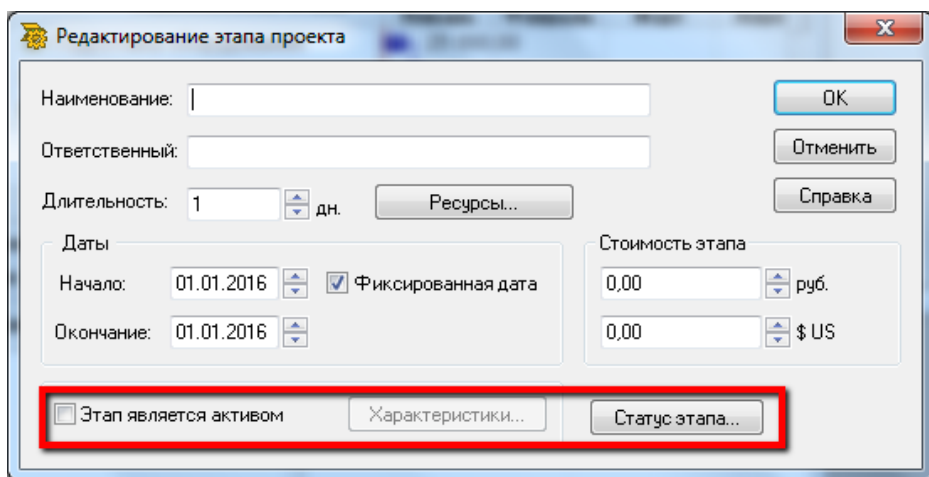 Редактирование этапа проекта
Наименование:
OK
Ответственный:
Отменить
Длительность: 1 дн. Ресурсы...
Справка
Даты
Стоимость этапа
Начало: 01.01.2016 Фиксированная дата
0,00 руб.
Окончание: 01.01.2016
0,00 $ US
Этап является активом Характеристики... Статус этапа...